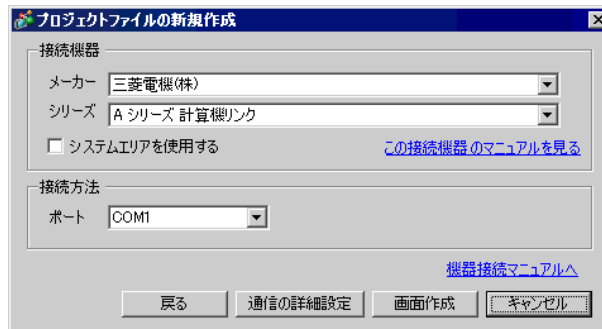 プロジェクトファイルの新規作成
接続機器
メーカー 三菱電機(株)
シリーズ A シリーズ 計算機リンク
システムエリアを使用する この接続機器のマニュアルを見る
接続方法
ポート COM1
機器接続マニュアルへ
戻る 通信の詳細設定 画面作成 キャンセル